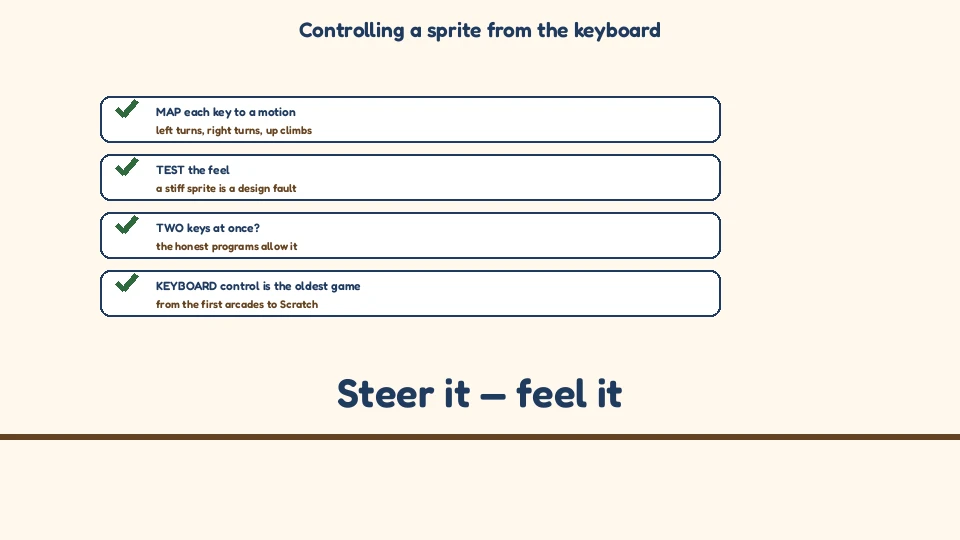 Controlling a sprite from the keyboard
MAP each key to a motion
left turns, right turns, up climbs
TEST the feel
a stiff sprite is a design fault
TWO keys at once?
the honest programs allow it
KEYBOARD control is the oldest game
from the first arcades to Scratch
Steer it — feel it